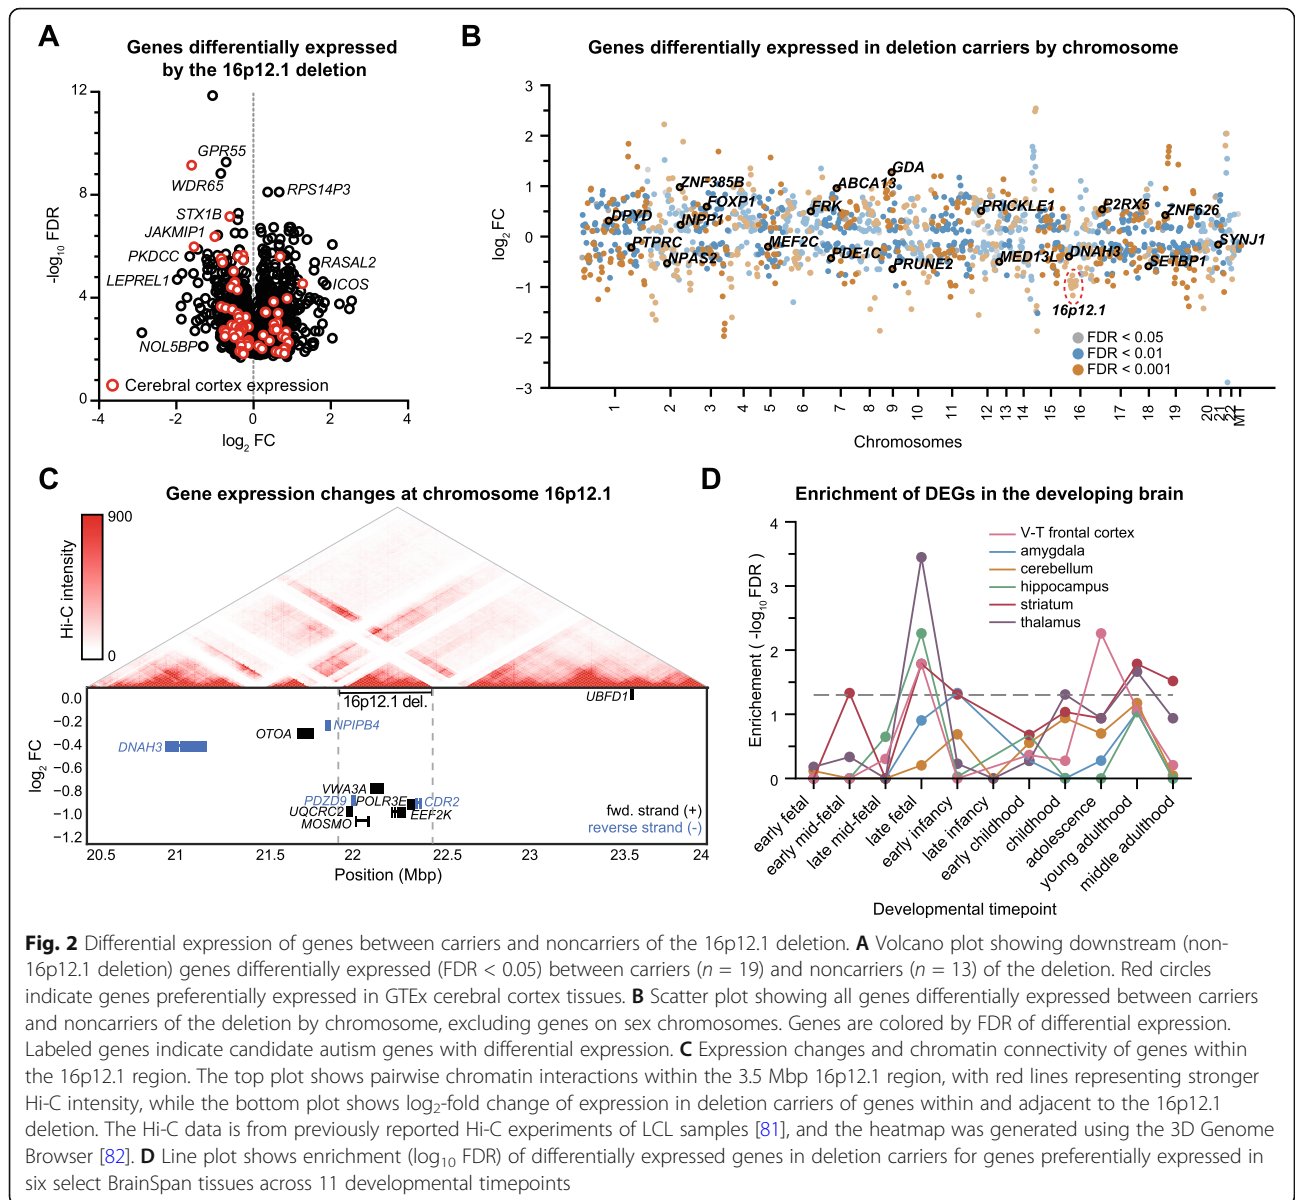 A
Genes differentially expressed
by the 16p12.1 deletion
-log10 FDR
12
8
4
0
GPR55
WDR65
RPS14P3
STX1B
JAKMIP1
PKDCC
RASAL2
LEPREL1
ICOS
NOL5BP
Cerebral cortex expression
-4
-2
0
2
4
log2 FC
B
Genes differentially expressed in deletion carriers by chromosome
log2 FC
3
2
1
0
−1
−2
−3
GDA
ZNF385B
ABCA13
FOXP1
FRK
PRICKLE1
P2RX5
ZNF626
DPYD
INPP1
PTPRC
MEF2C
SYNJ1
NPAS2
PDE1C
PRUNE2
MED13L
DNAH3
SETBP1
16p12.1
FDR < 0.05
FDR < 0.01
FDR < 0.001
1
2
3
4
5
6
7
8
9
10
11
12
13
14
15
16
17
18
19
20
21
22
MT
Chromosomes
C
Gene expression changes at chromosome 16p12.1
Hi-C intensity
900
0
log2 FC
0.0
−0.2
−0.4
−0.6
−0.8
−1.0
−1.2
16p12.1 del.
UBFD1
NPIPB4
OTOA
DNAH3
VWA3A
PDZD9
POLR3E
CDR2
UQCRC2
EEF2K
MOSMO
fwd. strand (+)
reverse strand (-)
20.5
21
21.5
22
22.5
23
23.5
24
Position (Mbp)
D
Enrichment of DEGs in the developing brain
Enrichement ( -log10 FDR )
4
3
2
1
0
V-T frontal cortex
amygdala
cerebellum
hippocampus
striatum
thalamus
early fetal
early mid-fetal
late mid-fetal
late fetal
early infancy
late infancy
early childhood
childhood
adolescence
young adulthood
middle adulthood
Developmental timepoint
Fig. 2 Differential expression of genes between carriers and noncarriers of the 16p12.1 deletion. A Volcano plot showing downstream (non-
16p12.1 deletion) genes differentially expressed (FDR < 0.05) between carriers (n = 19) and noncarriers (n = 13) of the deletion. Red circles
indicate genes preferentially expressed in GTEx cerebral cortex tissues. B Scatter plot showing all genes differentially expressed between carriers
and noncarriers of the deletion by chromosome, excluding genes on sex chromosomes. Genes are colored by FDR of differential expression.
Labeled genes indicate candidate autism genes with differential expression. C Expression changes and chromatin connectivity of genes within
the 16p12.1 region. The top plot shows pairwise chromatin interactions within the 3.5 Mbp 16p12.1 region, with red lines representing stronger
Hi-C intensity, while the bottom plot shows log2-fold change of expression in deletion carriers of genes within and adjacent to the 16p12.1
deletion. The Hi-C data is from previously reported Hi-C experiments of LCL samples [81], and the heatmap was generated using the 3D Genome
Browser [82]. D Line plot shows enrichment (log10 FDR) of differentially expressed genes in deletion carriers for genes preferentially expressed in
six select BrainSpan tissues across 11 developmental timepoints